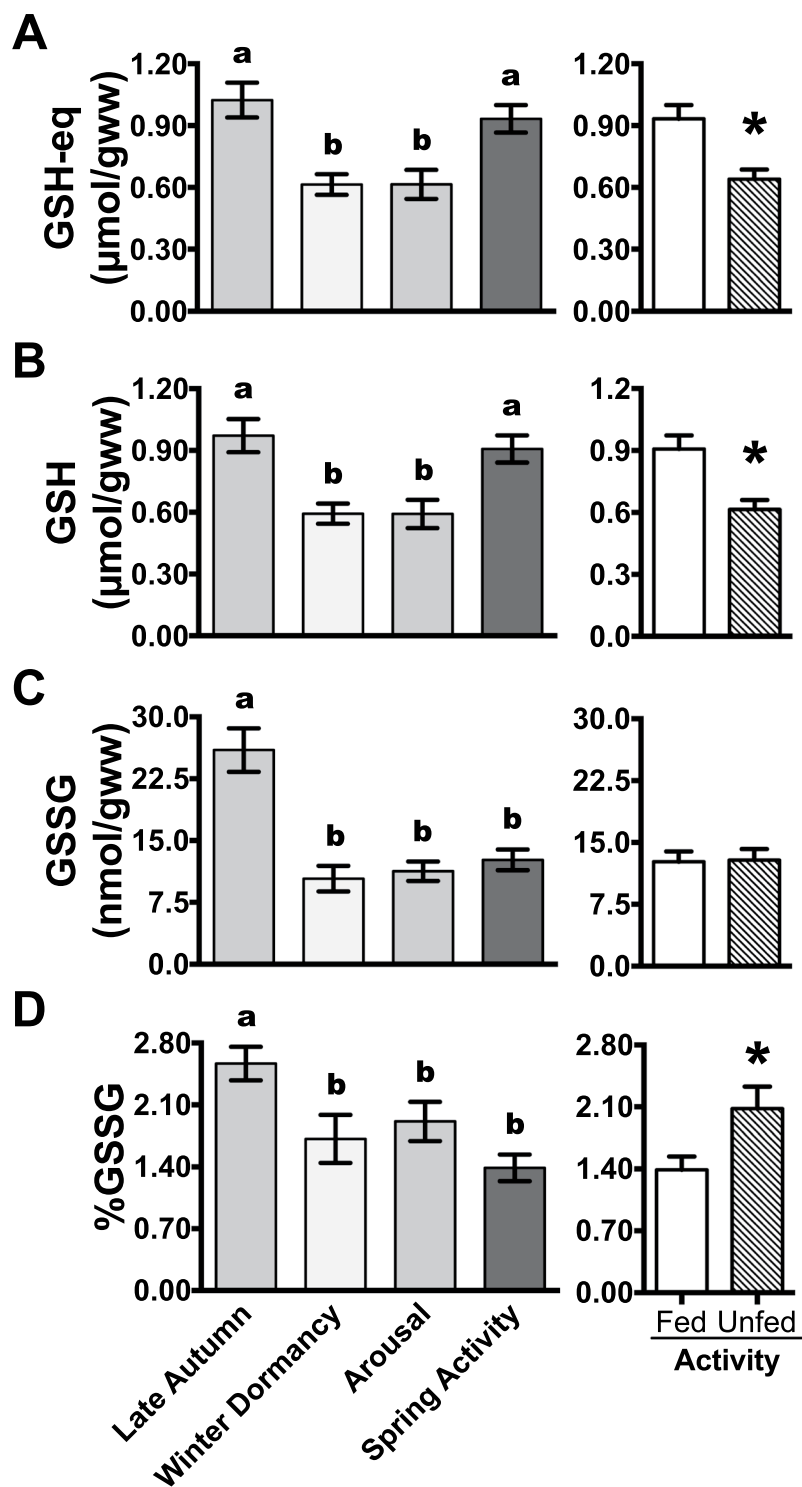 A
GSH-eq
(µmol/gww)
1.20
0.90
0.60
0.30
0.00
a
b
b
a
1.20
0.90
0.60
0.30
0.00
*
B
GSH
(µmol/gww)
1.20
0.90
0.60
0.30
0.00
a
b
b
a
1.2
0.9
0.6
0.3
0.0
*
C
GSSG
(nmol/gww)
30.0
22.5
15.0
7.5
0.0
a
b
b
b
30.0
22.5
15.0
7.5
0.0
D
%GSSG
2.80
2.10
1.40
0.70
0.00
a
b
b
b
2.80
2.10
1.40
0.70
0.00
*
Late Autumn
Winter Dormancy
Arousal
Spring Activity
Fed Unfed
Activity